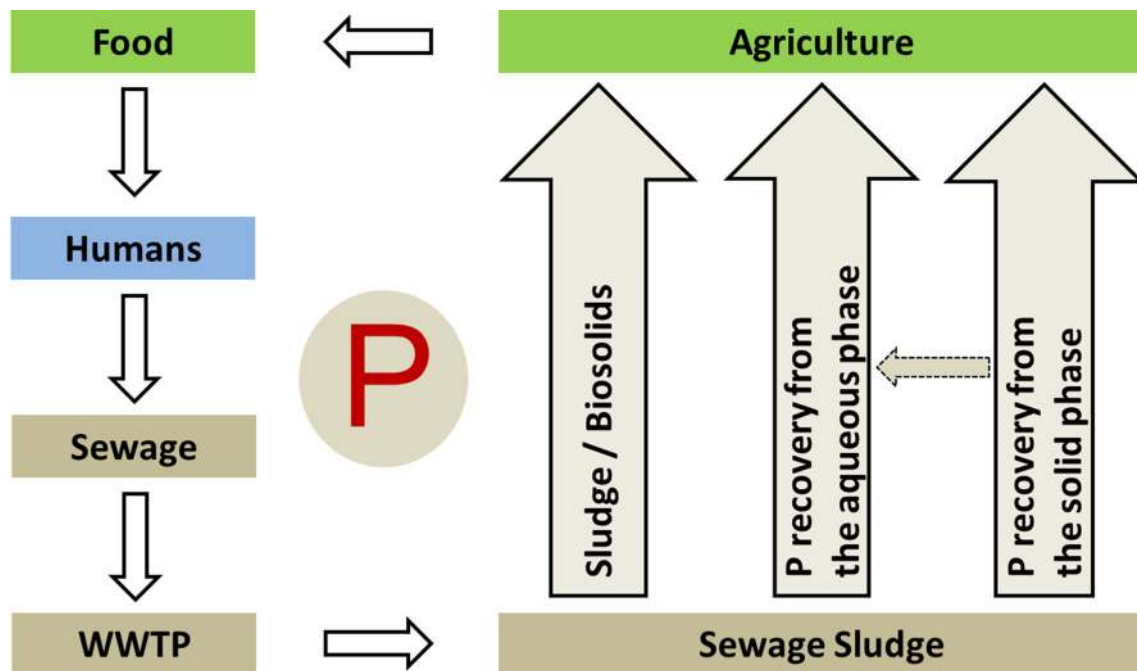 Food
Agriculture
Humans
Sewage
WWTP
P
Sludge / Biosolids
P recovery from
the aqueous phase
P recovery from
the solid phase
Sewage Sludge